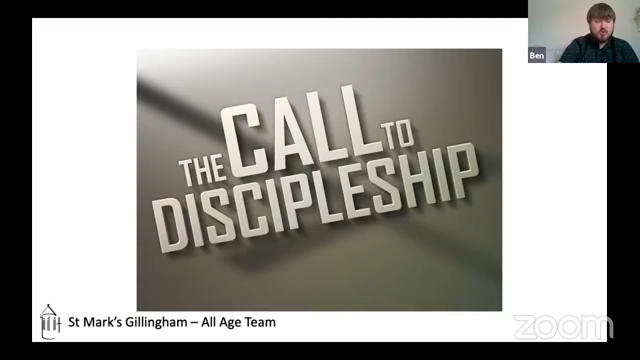 Ben
THE CALL TO
DISCIPLESHIP
St Mark's Gillingham – All Age Team
zoom